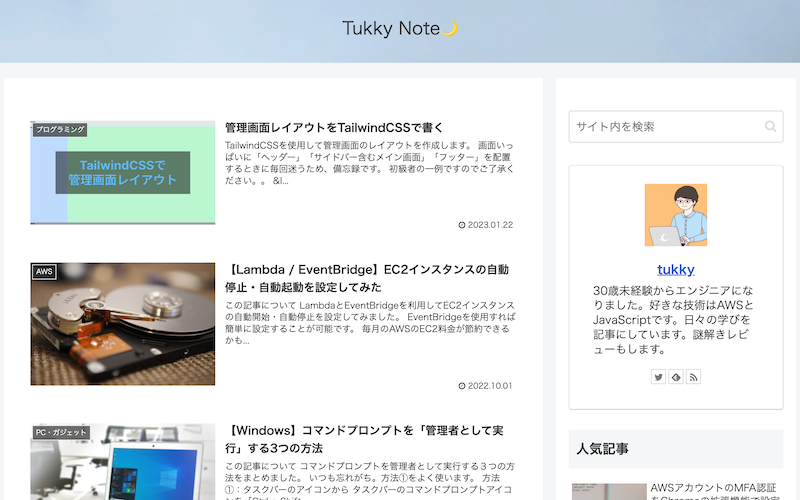 Tukky Note🌙
プログラミング
TailwindCSSで
管理画面レイアウト
管理画面レイアウトをTailwindCSSで書く
TailwindCSSを使用して管理画面のレイアウトを作成します。 画面いっ
ぱいに「ヘッダー」「サイドバー含むメイン画面」「フッター」を配置
するときに毎回迷うため、備忘録です。 初級者の一例ですのでご了承く
ださい。。 &l...
2023.01.22
AWS
【Lambda / EventBridge】EC2インスタンスの自動
停止・自動起動を設定してみた
この記事について LambdaとEventBridgeを利用してEC2インスタンス
の自動開始・自動停止を設定してみました。 EventBridgeを使用すれば
簡単に設定することが可能です。 毎月のAWSのEC2料金が節約できる
かも...
2022.10.01
PC・ガジェット
【Windows】コマンドプロンプトを「管理者として実
行」する3つの方法
この記事について コマンドプロンプトを管理者として実行する３つの方
法をまとめました。 いつも忘れがち。方法①をよく使います。 方法
①：タスクバーのアイコンから タスクバーのコマンドプロンプトアイコ
サイト内を検索
tukky
30歳未経験からエンジニアにな
りました。好きな技術はAWSと
JavaScriptです。日々の学びを
記事にしています。謎解きレビ
ューもします。
人気記事
AWSアカウントのMFA認証